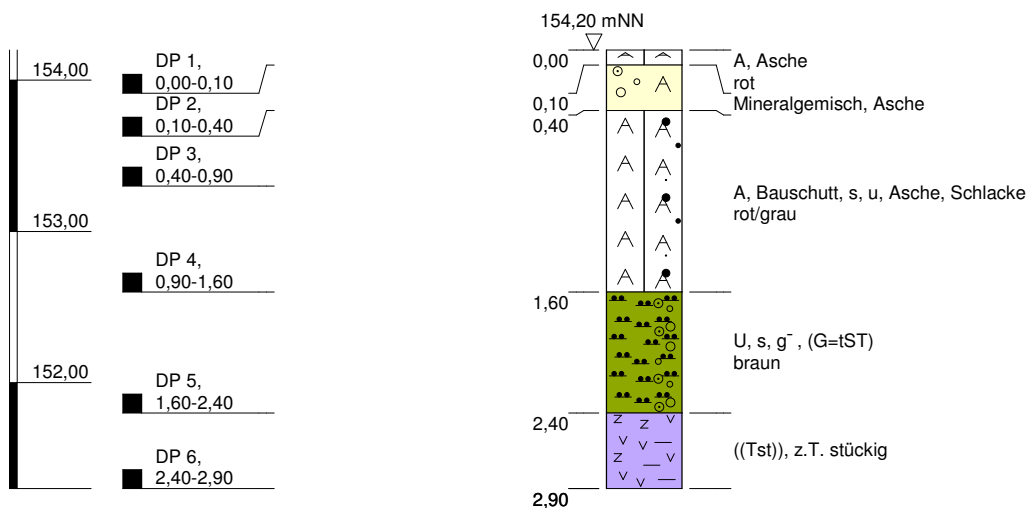 154,20 mNN
154,00
153,00
152,00
DP 1,
0,00-0,10
DP 2,
0,10-0,40
DP 3,
0,40-0,90
DP 4,
0,90-1,60
DP 5,
1,60-2,40
DP 6,
2,40-2,90
0,00
0,10
0,40
1,60
2,40
2,90
A, Asche
rot
Mineralgemisch, Asche
A, Bauschutt, s, u, Asche, Schlacke
rot/grau
U, s, g⁻, (G=tST)
braun
((Tst)), z.T. stückig